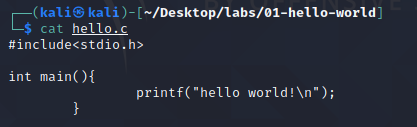 ┌──(kali㉿kali)-[~/Desktop/labs/01-hello-world]
└─$ cat hello.c
#include<stdio.h>

int main(){
                printf("hello world!\n");
        }